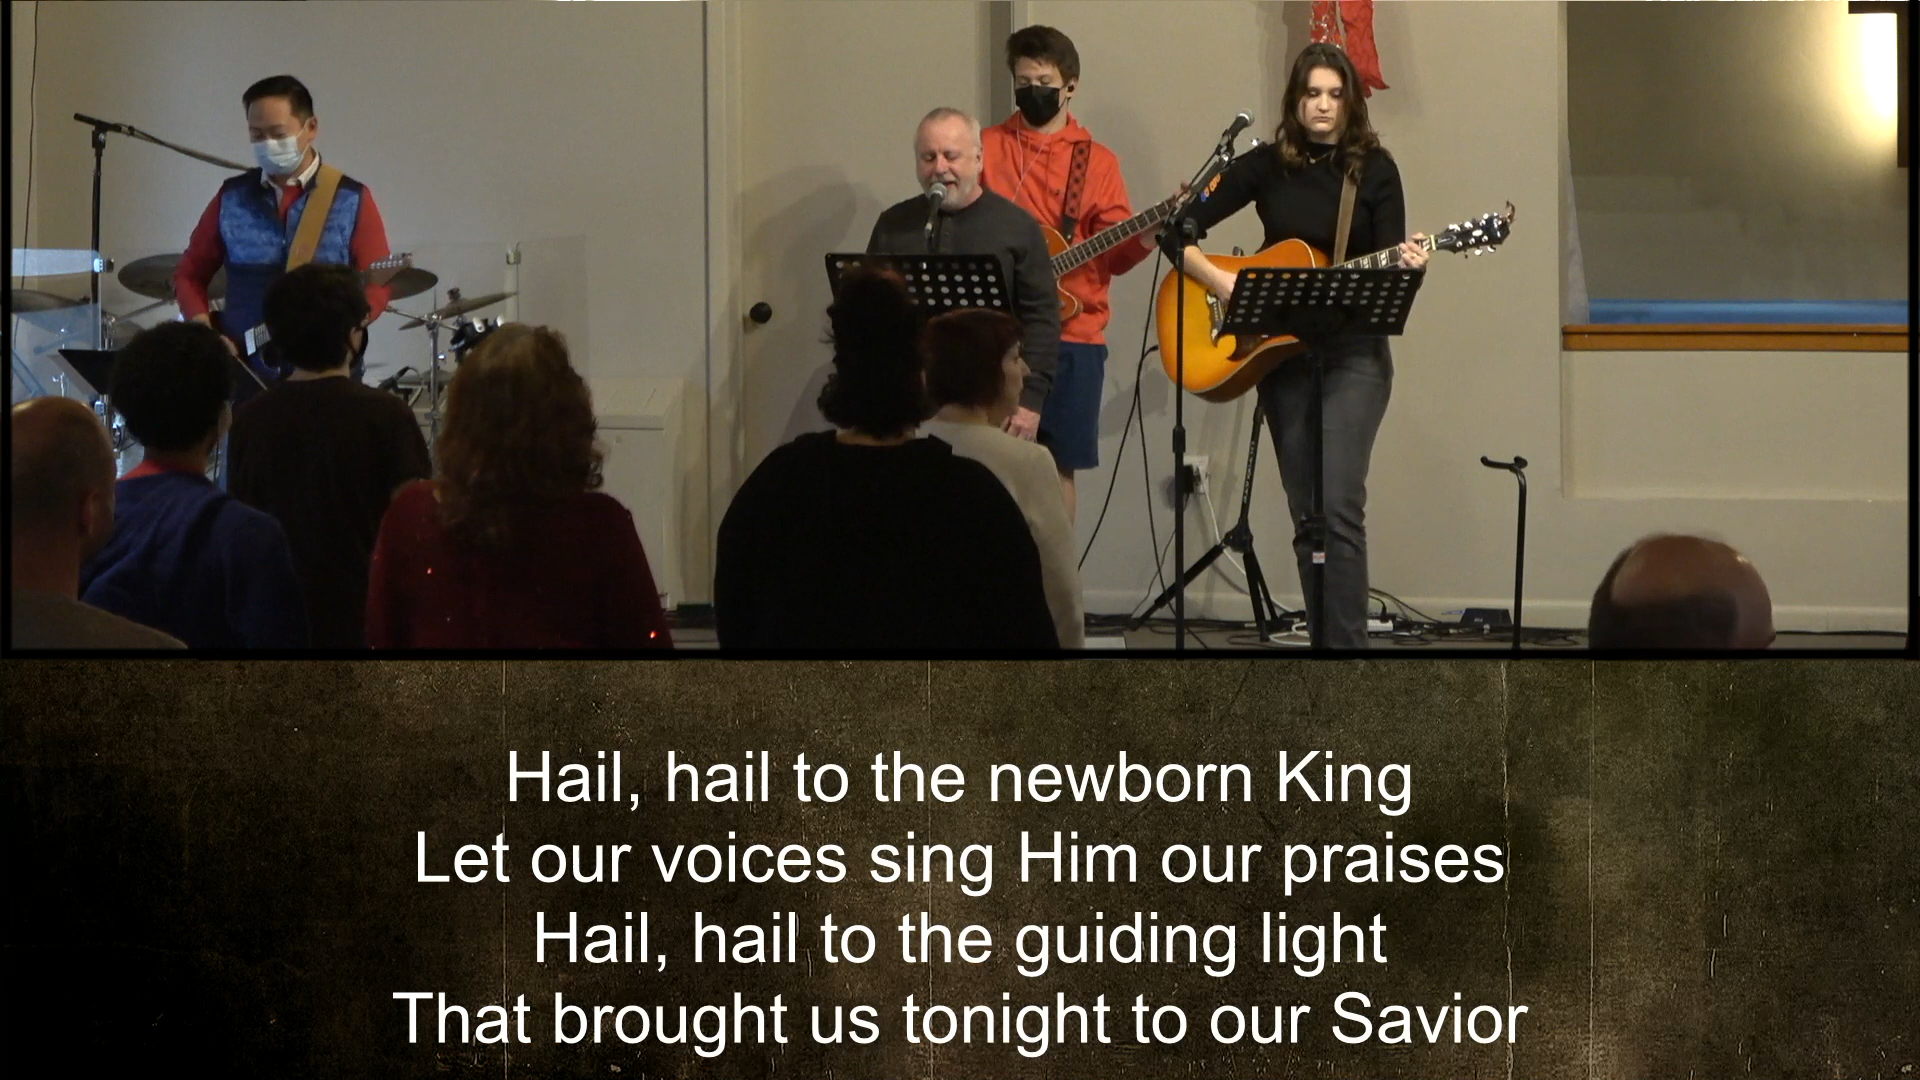 Hail, hail to the newborn King
Let our voices sing Him our praises
Hail, hail to the guiding light
That brought us tonight to our Savior